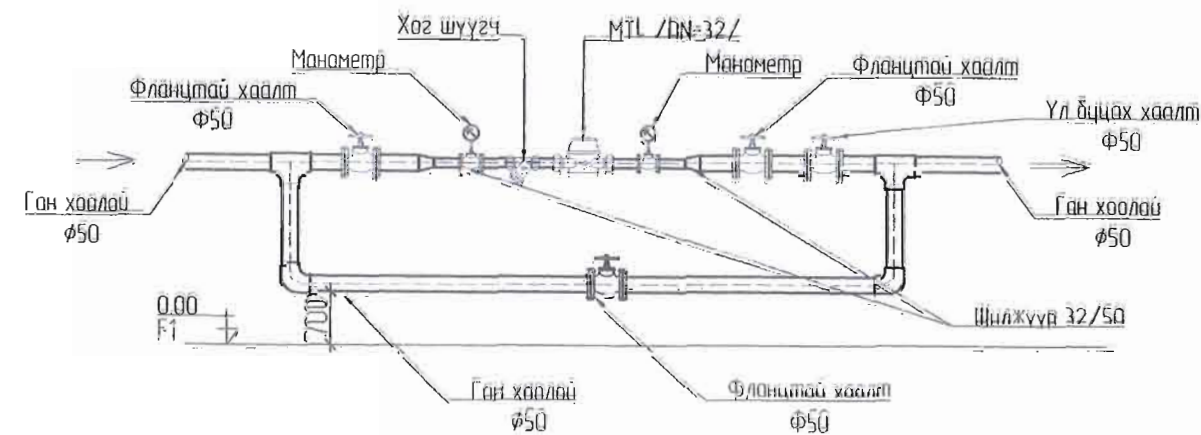 Хог шүүгч
MTL /DN-32/
Манометр
Манометр
Фланцтай хаалт
Фланцтай хаалт
Ф50
Ф50
Үл буцах хаалт
Ф50
Ган хоолой
Ган хоолой
ф50
ф50
0.00
F1
Шилжүүр 32/50
Ган хоолой
Фланцтай хаалт
ф50
Ф50